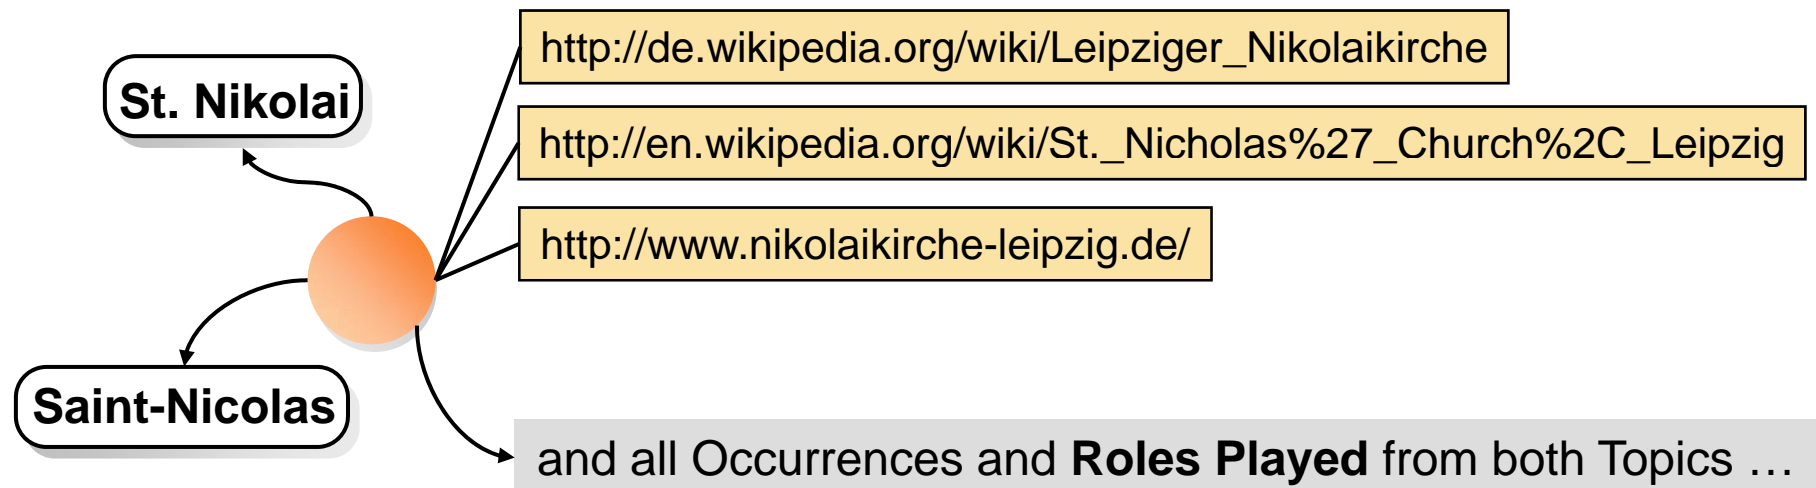 http://de.wikipedia.org/wiki/Leipziger_Nikolaikirche
St. Nikolai
http://en.wikipedia.org/wiki/St._Nicholas%27_Church%2C_Leipzig
http://www.nikolaikirche-leipzig.de/
Saint-Nicolas
and all Occurrences and Roles Played from both Topics …